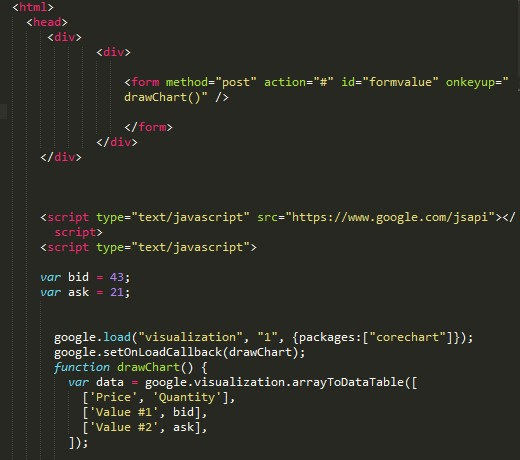 <html>
<head>
<div>
<div>
<form method="post" action="#" id="formvalue" onkeyup="
drawChart()" />
</form>
</div>
</div>
<script type="text/javascript" src="https://www.google.com/jsapi"></
script>
<script type="text/javascript">
var bid = 43;
var ask = 21;
google.load("visualization", "1", {packages:["corechart"]});
google.setOnLoadCallback(drawChart);
function drawChart() {
var data = google.visualization.arrayToDataTable([
['Price', 'Quantity'],
['Value #1', bid],
['Value #2', ask],
]);